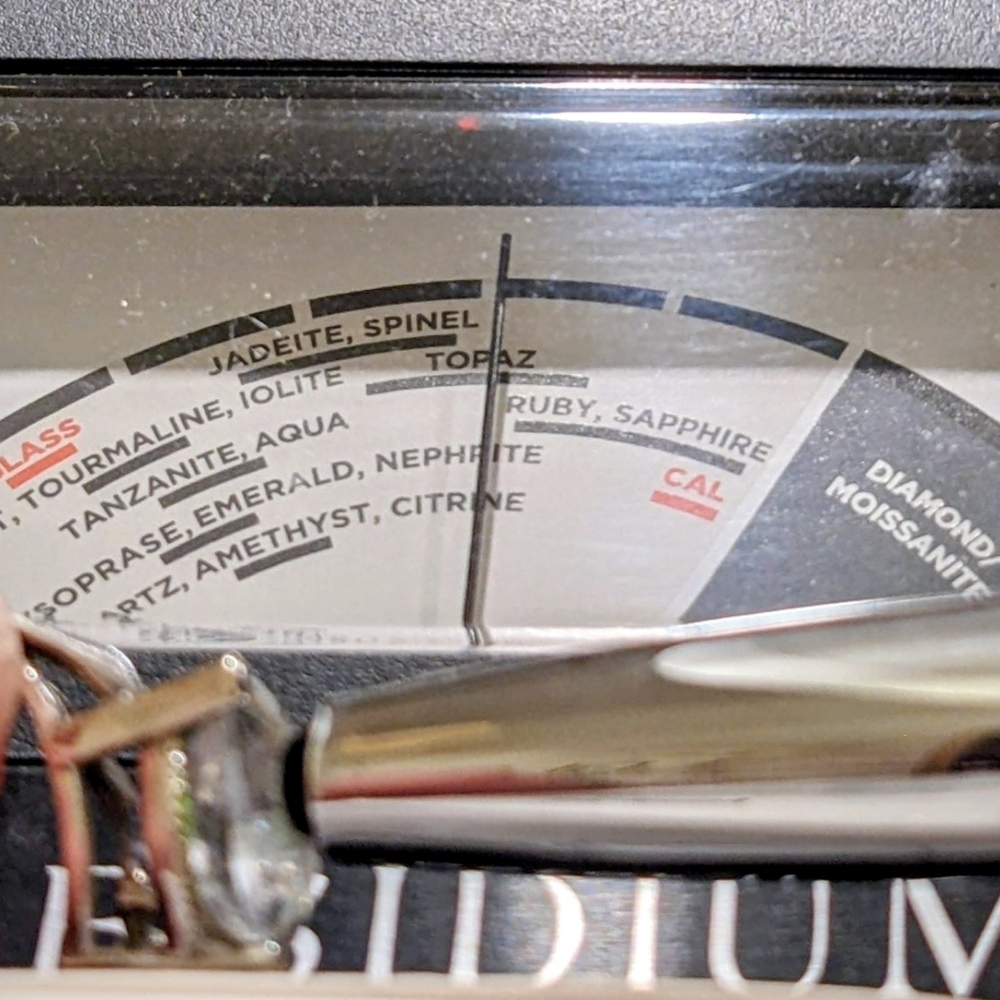 JADEITE, SPINEL
TOPAZ
LASS
T, TOURMALINE, IOLITE
RUBY, SAPPHIRE
TANZANITE, AQUA
CAL
SOPRASE, EMERALD, NEPHRITE
DIAMOND/
MOISSANITE
ARTZ, AMETHYST, CITRINE
SIDIUM